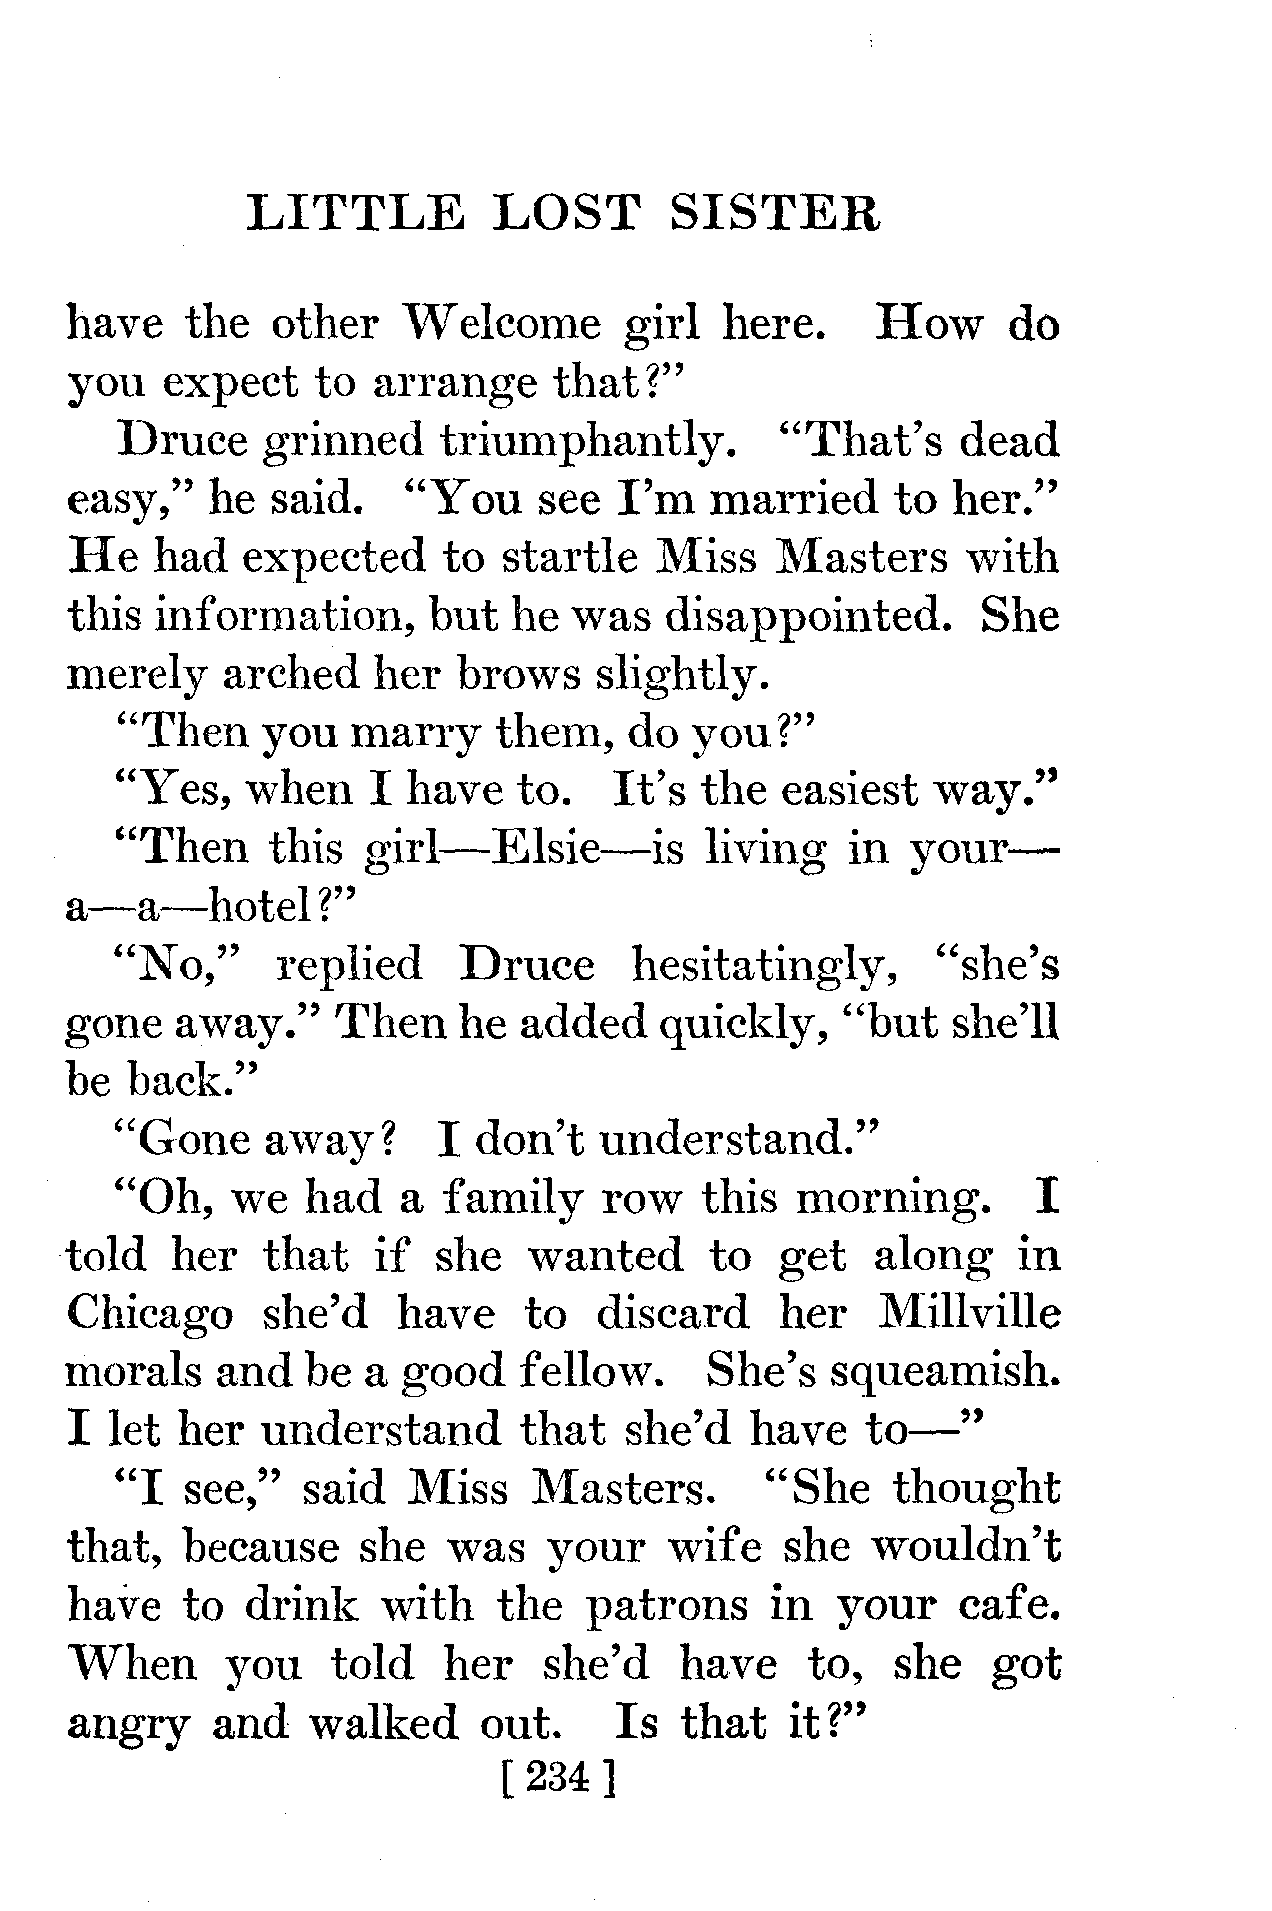 LITTLE LOST SISTER
have the other Welcome girl here. How do
you expect to arrange that?”
Druce grinned triumphantly. “That’s dead
easy,” he said. “You see I’m married to her.”
He had expected to startle Miss Masters with
this information, but he was disappointed. She
merely arched her brows slightly.
“Then you marry them, do you?”
“Yes, when I have to. It’s the easiest way.”
“Then this girl—Elsie—is living in your—
a—a—hotel?”
“No,” replied Druce hesitatingly, “she’s
gone away.” Then he added quickly, “but she’ll
be back.”
“Gone away? I don’t understand.”
“Oh, we had a family row this morning. I
told her that if she wanted to get along in
Chicago she’d have to discard her Millville
morals and be a good fellow. She’s squeamish.
I let her understand that she’d have to—”
“I see,” said Miss Masters. “She thought
that, because she was your wife she wouldn’t
have to drink with the patrons in your cafe.
When you told her she’d have to, she got
angry and walked out. Is that it?”
[ 234 ]